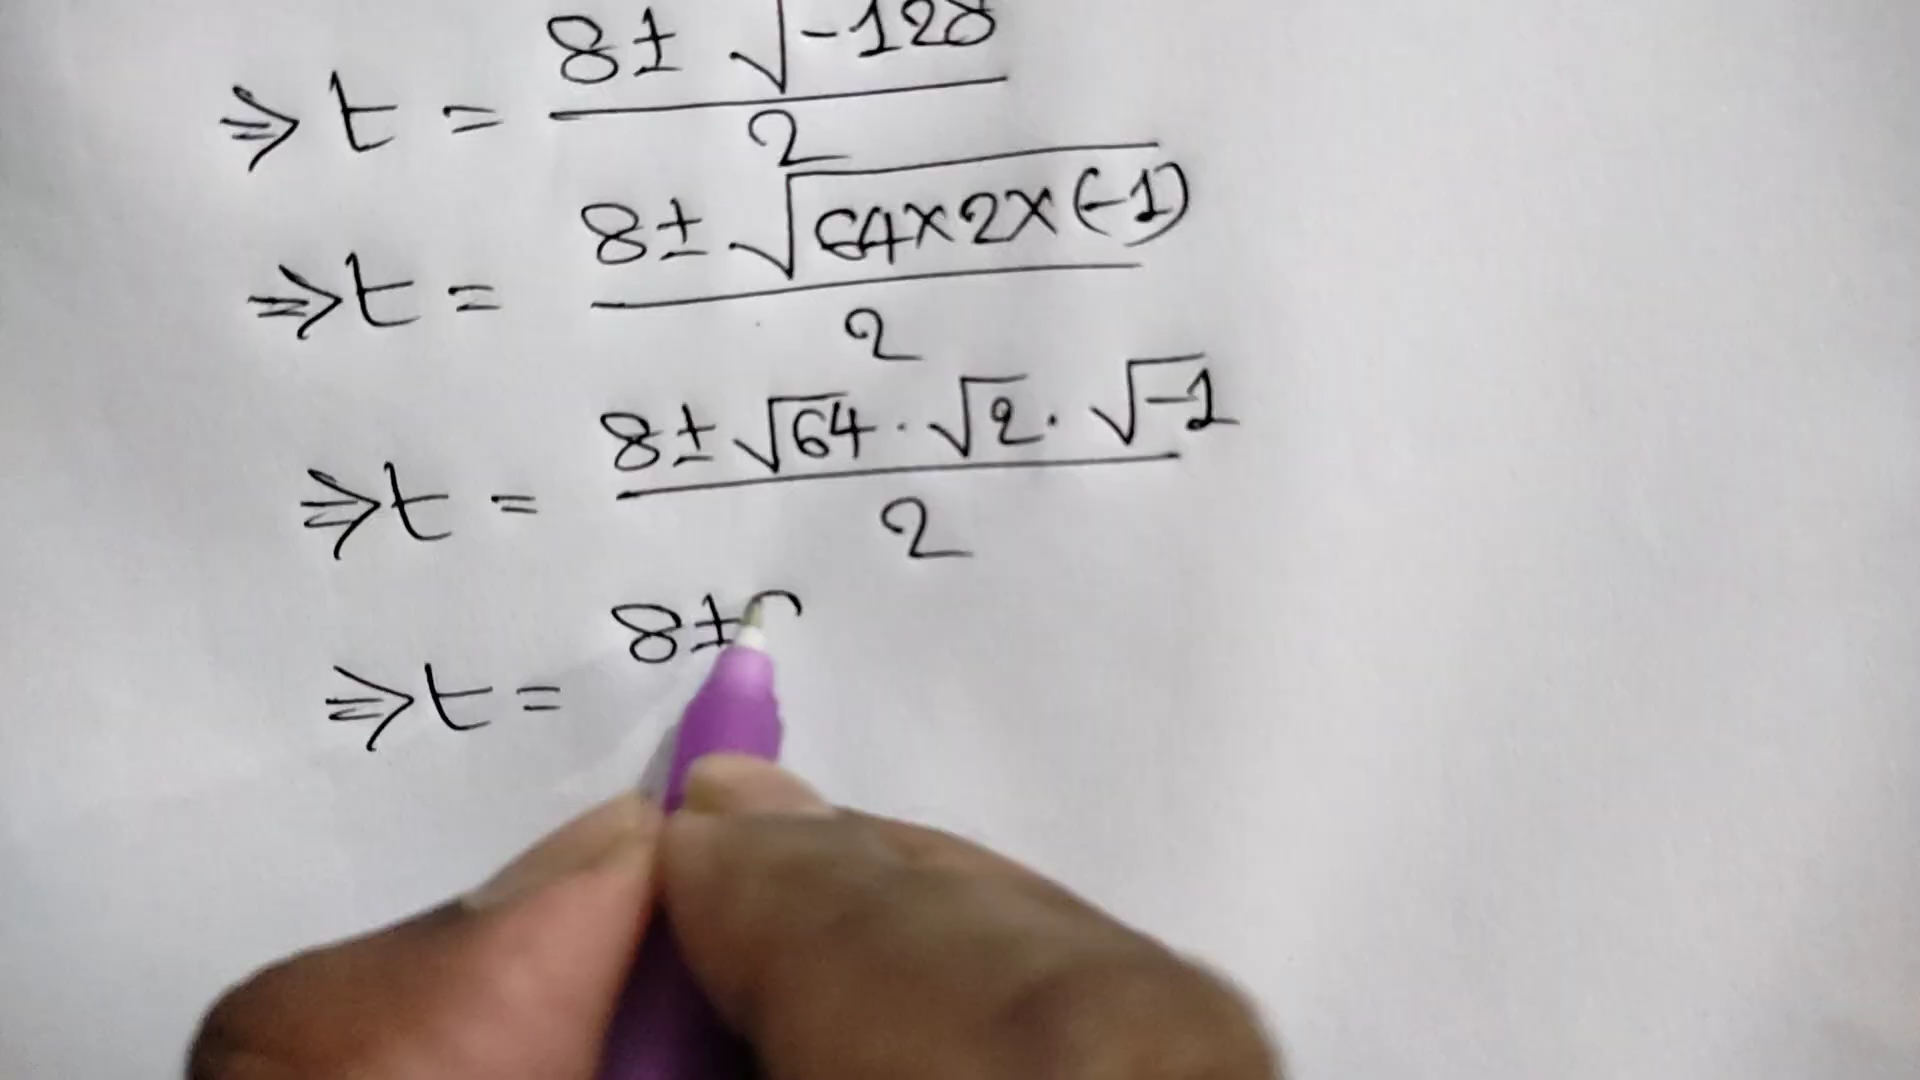 ⇒ t = (8 ± √-128)/2
⇒ t = (8 ± √(64×2×(-1)))/2
⇒ t = (8 ± √64 · √2 · √-1)/2
⇒ t = 8 ±